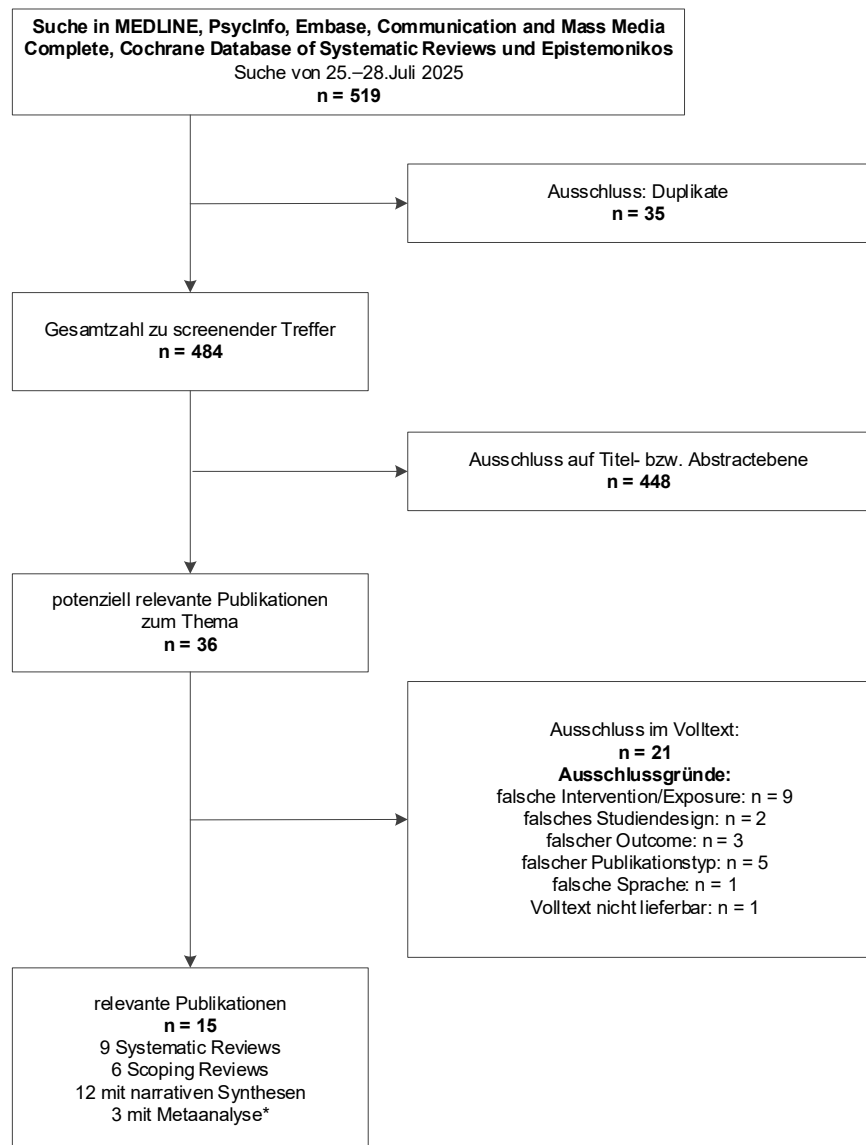 Suche in MEDLINE, PsycInfo, Embase, Communication and Mass Media
Complete, Cochrane Database of Systematic Reviews und Epistemonikos
Suche von 25.–28.Juli 2025
n = 519
Ausschluss: Duplikate
n = 35
Gesamtzahl zu screenender Treffer
n = 484
Ausschluss auf Titel- bzw. Abstractebene
n = 448
potenziell relevante Publikationen
zum Thema
n = 36
Ausschluss im Volltext:
n = 21
Ausschlussgründe:
falsche Intervention/Exposure: n = 9
falsches Studiendesign: n = 2
falscher Outcome: n = 3
falscher Publikationstyp: n = 5
falsche Sprache: n = 1
Volltext nicht lieferbar: n = 1
relevante Publikationen
n = 15
9 Systematic Reviews
6 Scoping Reviews
12 mit narrativen Synthesen
3 mit Metaanalyse*